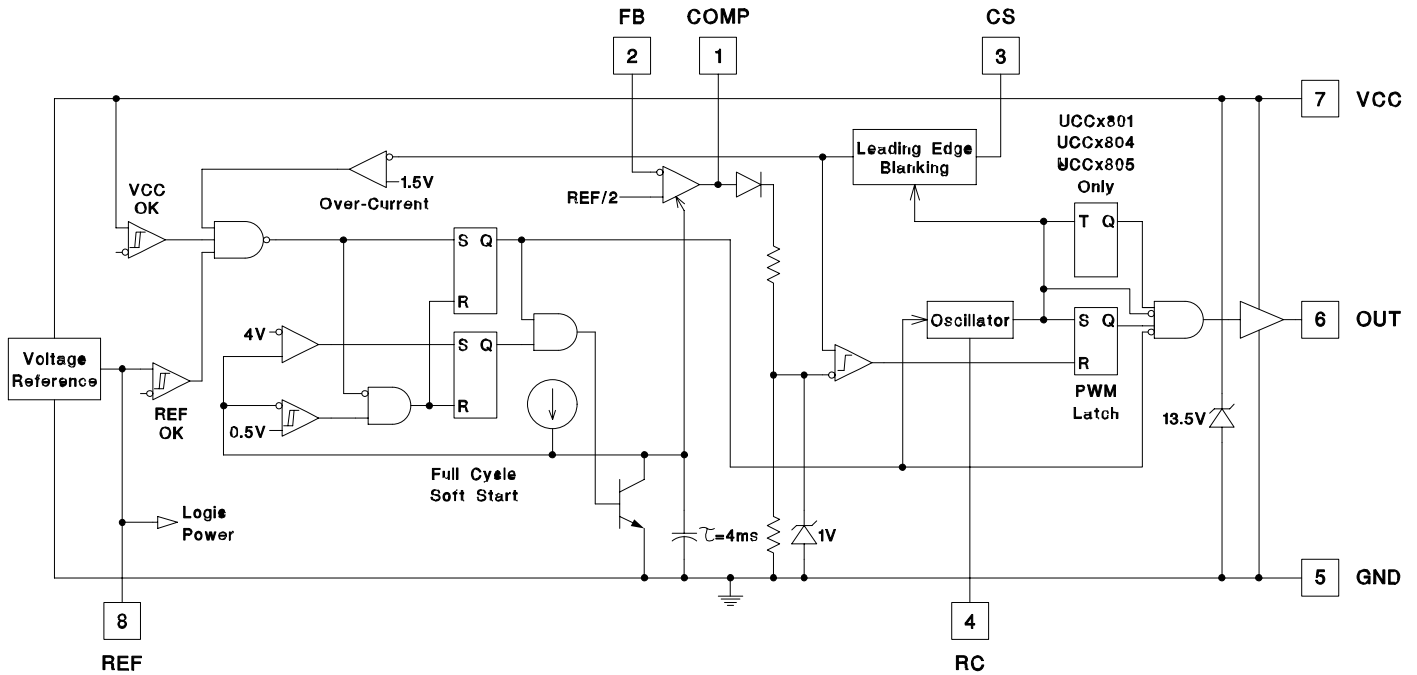 FB COMP CS
2 1 3
7 VCC
UCCx801
UCCx804
UCCx805
Only
Leading Edge
Blanking
1.5V
Over-Current
REF/2
VCC
OK
T Q
S Q
R
4V
S Q
R
0.5V
Oscillator
S Q
R
PWM
Latch
6 OUT
Voltage
Reference
REF
OK
13.5V
Full Cycle
Soft Start
Logic
Power
τ=4ms
1V
5 GND
8
REF
4
RC